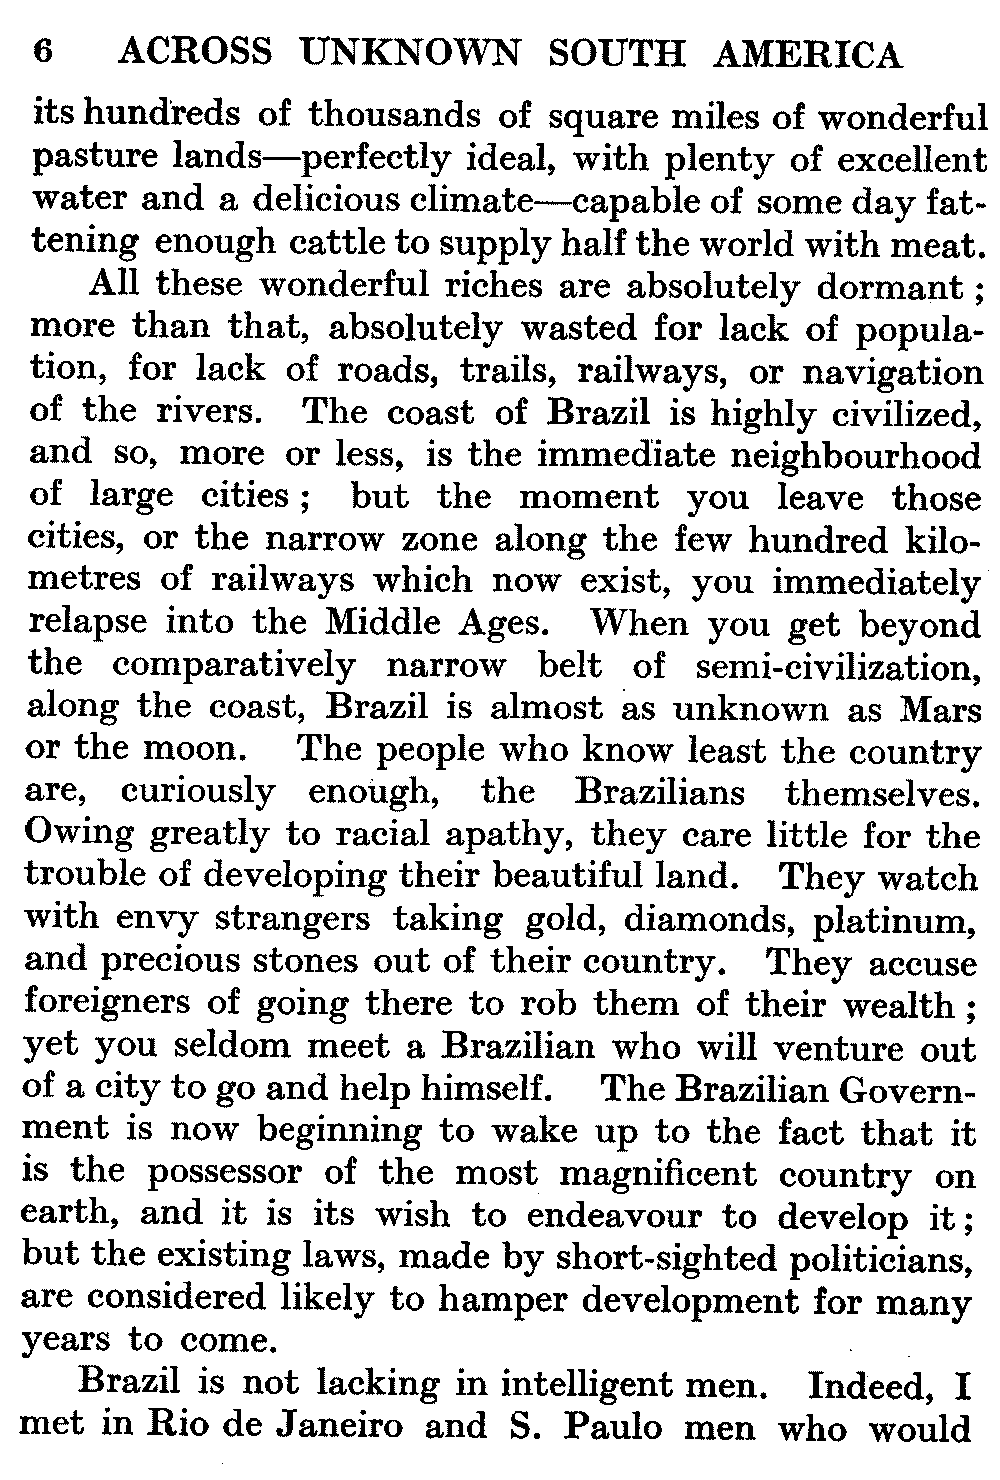 6 ACROSS UNKNOWN SOUTH AMERICA
its hundreds of thousands of square miles of wonderful
pasture lands—perfectly ideal, with plenty of excellent
water and a delicious climate—capable of some day fat-
tening enough cattle to supply half the world with meat.
All these wonderful riches are absolutely dormant ;
more than that, absolutely wasted for lack of popula-
tion, for lack of roads, trails, railways, or navigation
of the rivers. The coast of Brazil is highly civilized,
and so, more or less, is the immediate neighbourhood
of large cities ; but the moment you leave those
cities, or the narrow zone along the few hundred kilo-
metres of railways which now exist, you immediately
relapse into the Middle Ages. When you get beyond
the comparatively narrow belt of semi-civilization,
along the coast, Brazil is almost as unknown as Mars
or the moon. The people who know least the country
are, curiously enough, the Brazilians themselves.
Owing greatly to racial apathy, they care little for the
trouble of developing their beautiful land. They watch
with envy strangers taking gold, diamonds, platinum,
and precious stones out of their country. They accuse
foreigners of going there to rob them of their wealth ;
yet you seldom meet a Brazilian who will venture out
of a city to go and help himself. The Brazilian Govern-
ment is now beginning to wake up to the fact that it
is the possessor of the most magnificent country on
earth, and it is its wish to endeavour to develop it ;
but the existing laws, made by short-sighted politicians,
are considered likely to hamper development for many
years to come.
Brazil is not lacking in intelligent men. Indeed, I
met in Rio de Janeiro and S. Paulo men who would